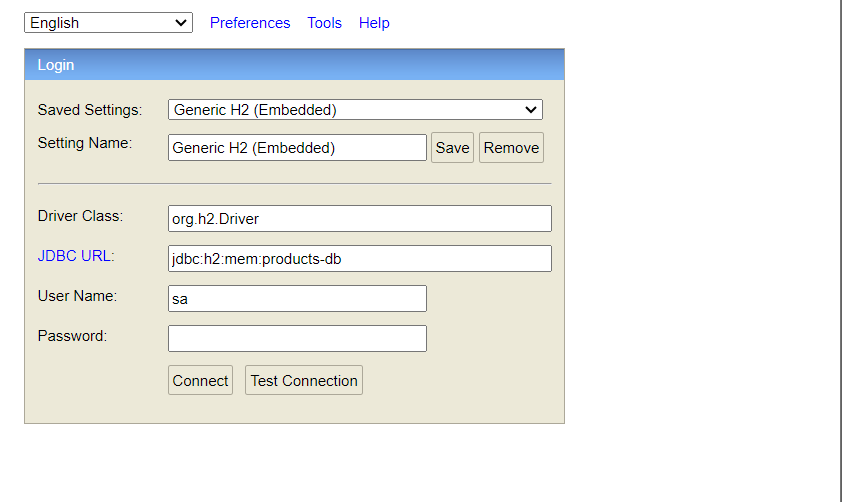 English Preferences Tools Help
Login
Saved Settings: Generic H2 (Embedded)
Setting Name: Generic H2 (Embedded) Save Remove
Driver Class: org.h2.Driver
JDBC URL: jdbc:h2:mem:products-db
User Name: sa
Password:
Connect Test Connection